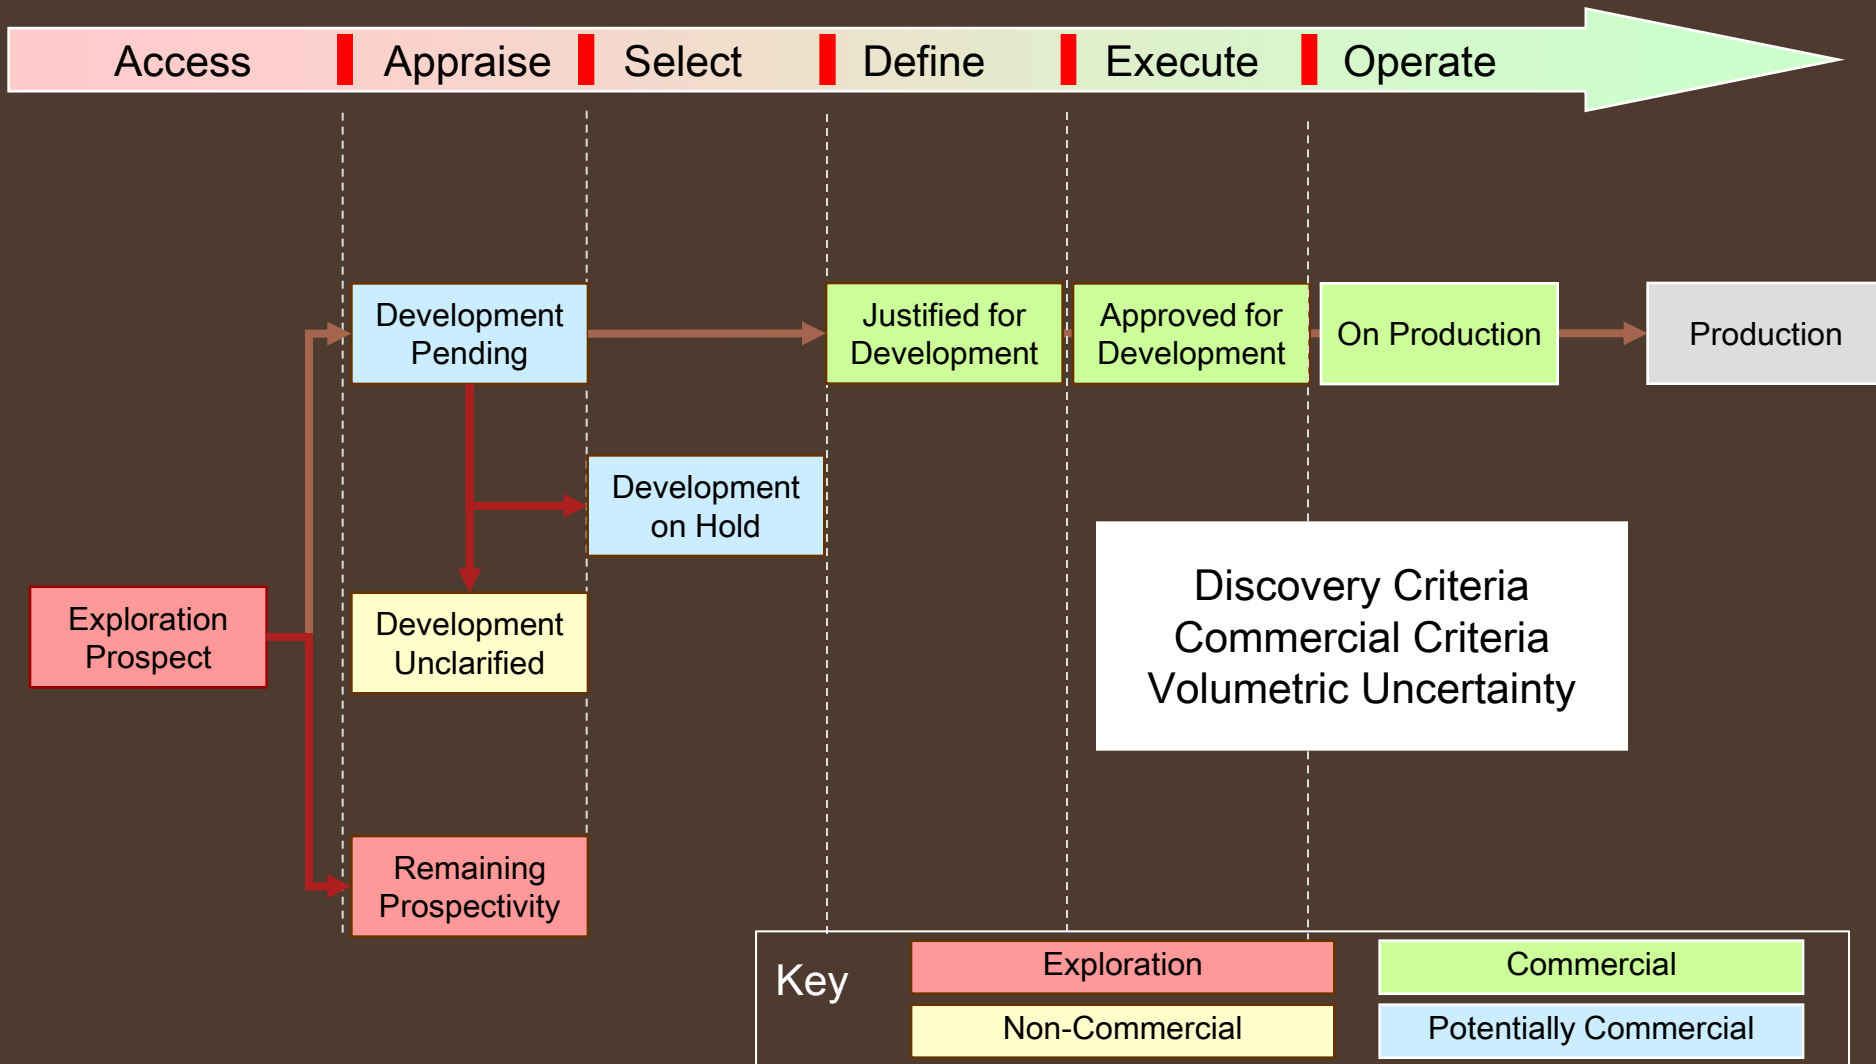 Access
Appraise
Select
Define
Execute
Operate
Development
Pending
Justified for
Development
Approved for
Development
On Production
Production
Development
on Hold
Exploration
Prospect
Development
Unclarified
Discovery Criteria
Commercial Criteria
Volumetric Uncertainty
Remaining
Prospectivity
Key
Exploration
Commercial
Non-Commercial
Potentially Commercial